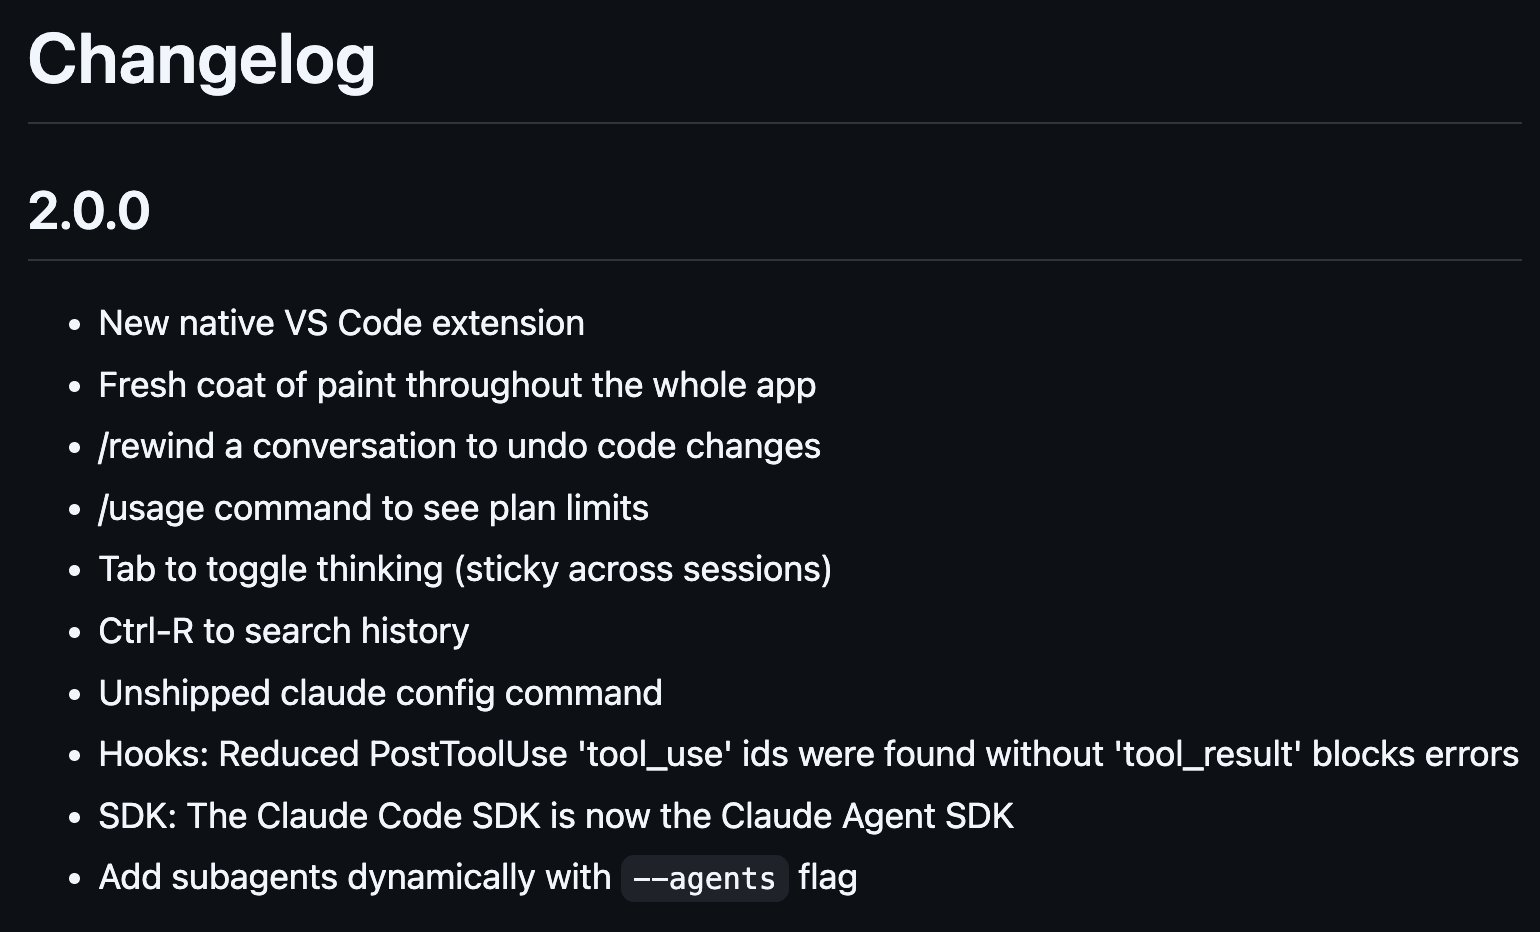 Changelog
2.0.0
• New native VS Code extension
• Fresh coat of paint throughout the whole app
• /rewind a conversation to undo code changes
• /usage command to see plan limits
• Tab to toggle thinking (sticky across sessions)
• Ctrl-R to search history
• Unshipped claude config command
• Hooks: Reduced PostToolUse 'tool_use' ids were found without 'tool_result' blocks errors
• SDK: The Claude Code SDK is now the Claude Agent SDK
• Add subagents dynamically with --agents flag